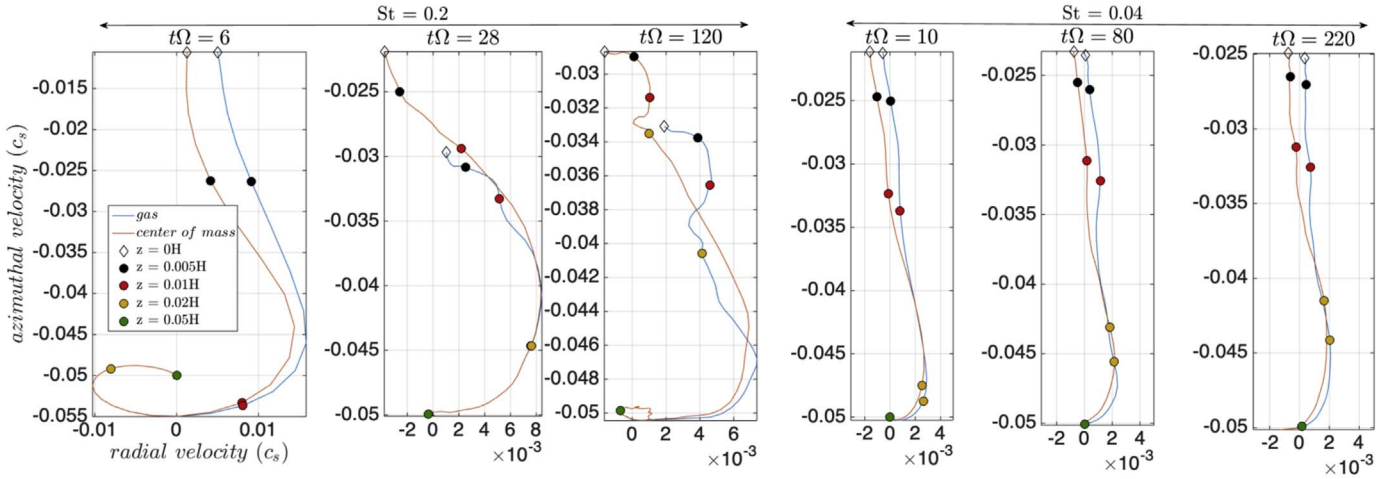 St = 0.2
St = 0.04
tΩ = 6
tΩ = 28
tΩ = 120
tΩ = 10
tΩ = 80
tΩ = 220
azimuthal velocity (c_s)
-0.01
-0.015
-0.02
-0.025
-0.03
-0.035
-0.04
-0.045
-0.05
-0.055
gas
center of mass
z = 0H
z = 0.005H
z = 0.01H
z = 0.02H
z = 0.05H
-0.01 0 0.01
radial velocity (c_s)
-0.025
-0.03
-0.035
-0.04
-0.045
-0.05
-2 0 2 4 6 8
×10⁻³
-0.03
-0.032
-0.034
-0.036
-0.038
-0.04
-0.042
-0.044
-0.046
-0.048
-0.05
0 2 4 6
×10⁻³
-0.025
-0.03
-0.035
-0.04
-0.045
-0.05
-2 0 2 4
×10⁻³
-0.025
-0.03
-0.035
-0.04
-0.045
-0.05
-2 0 2 4
×10⁻³
-0.025
-0.03
-0.035
-0.04
-0.045
-0.05
-2 0 2 4
×10⁻³